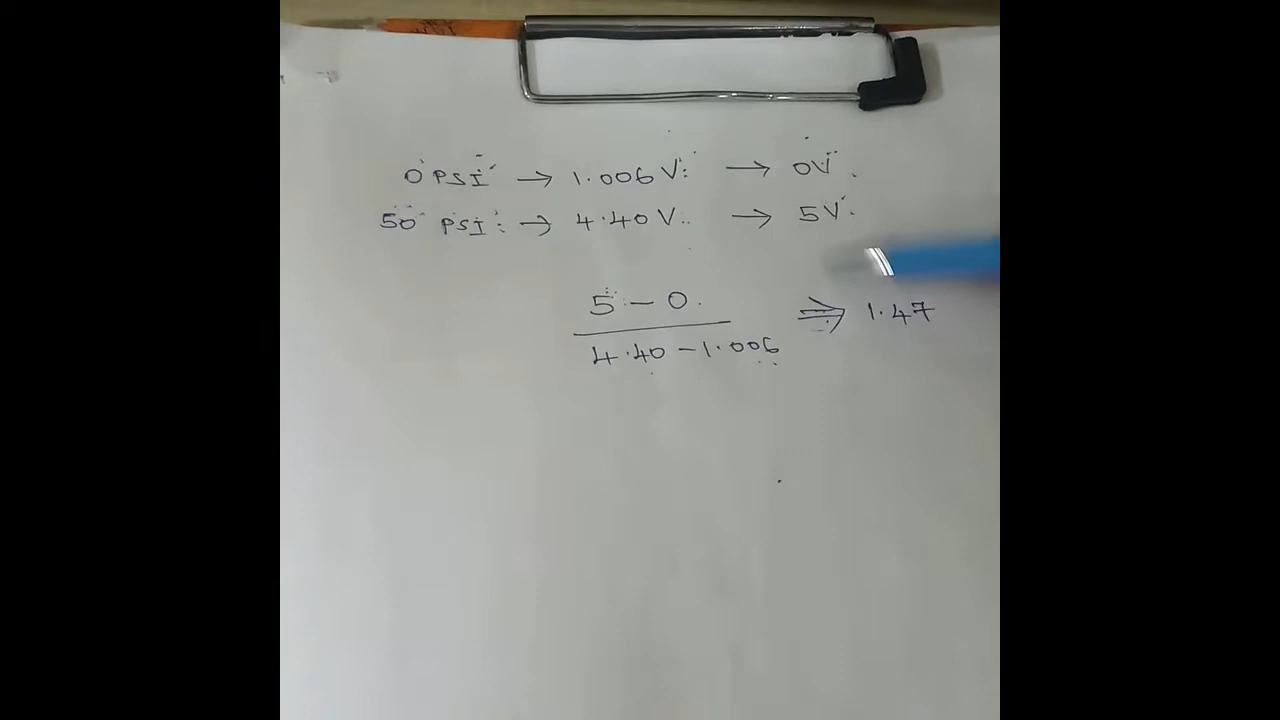 0 PSI → 1.006 V → 0V.
50 PSI → 4.40 V → 5V.
5 - 0 ⇒ 1.47
4.40 - 1.006